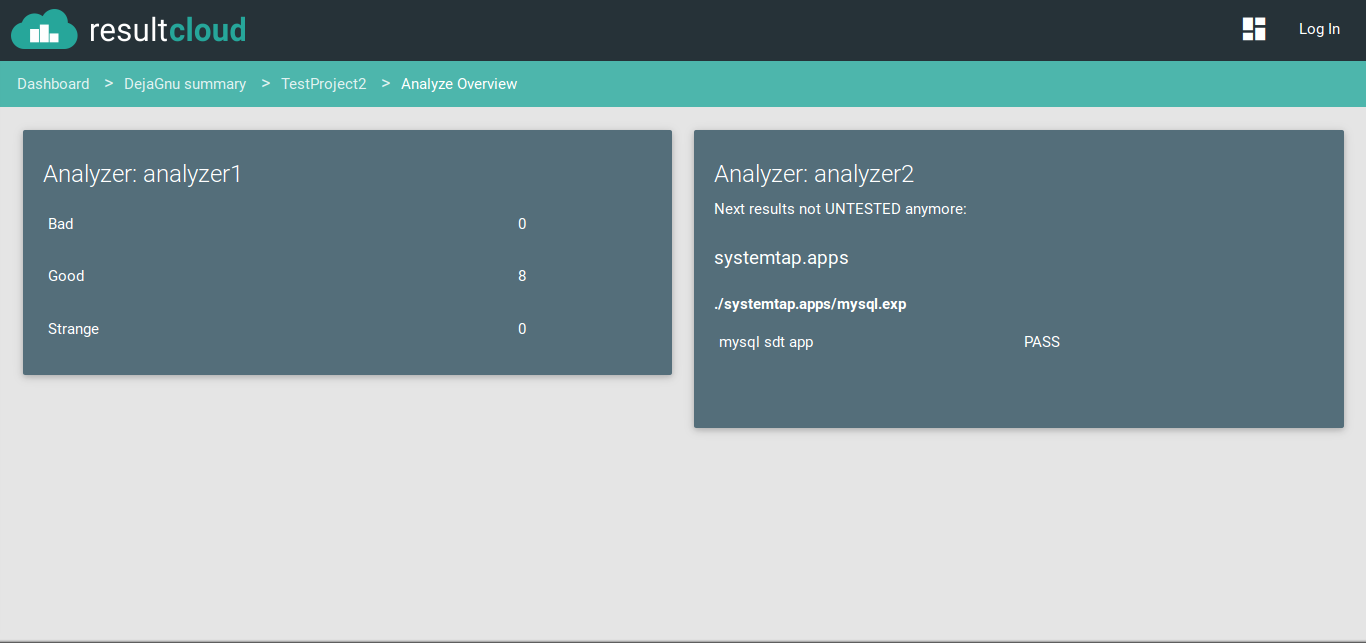 resultcloud
Log In
Dashboard > DejaGnu summary > TestProject2 > Analyze Overview
Analyzer: analyzer1
Bad 0
Good 8
Strange 0
Analyzer: analyzer2
Next results not UNTESTED anymore:
systemtap.apps
./systemtap.apps/mysql.exp
mysql sdt app PASS